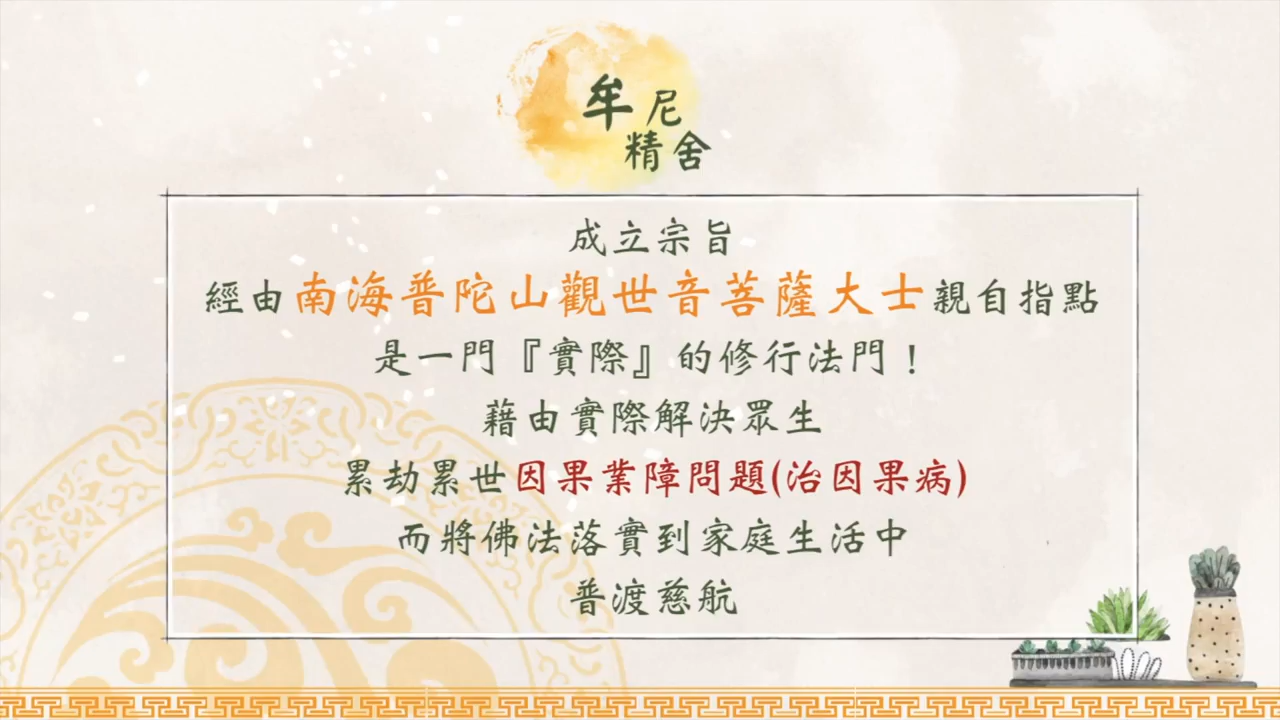 牟尼
精舍
成立宗旨
經由南海普陀山觀世音菩薩大士親自指點
是一門『實際』的修行法門！
藉由實際解決眾生
累劫累世因果業障問題(治因果病)
而將佛法落實到家庭生活中
普渡慈航